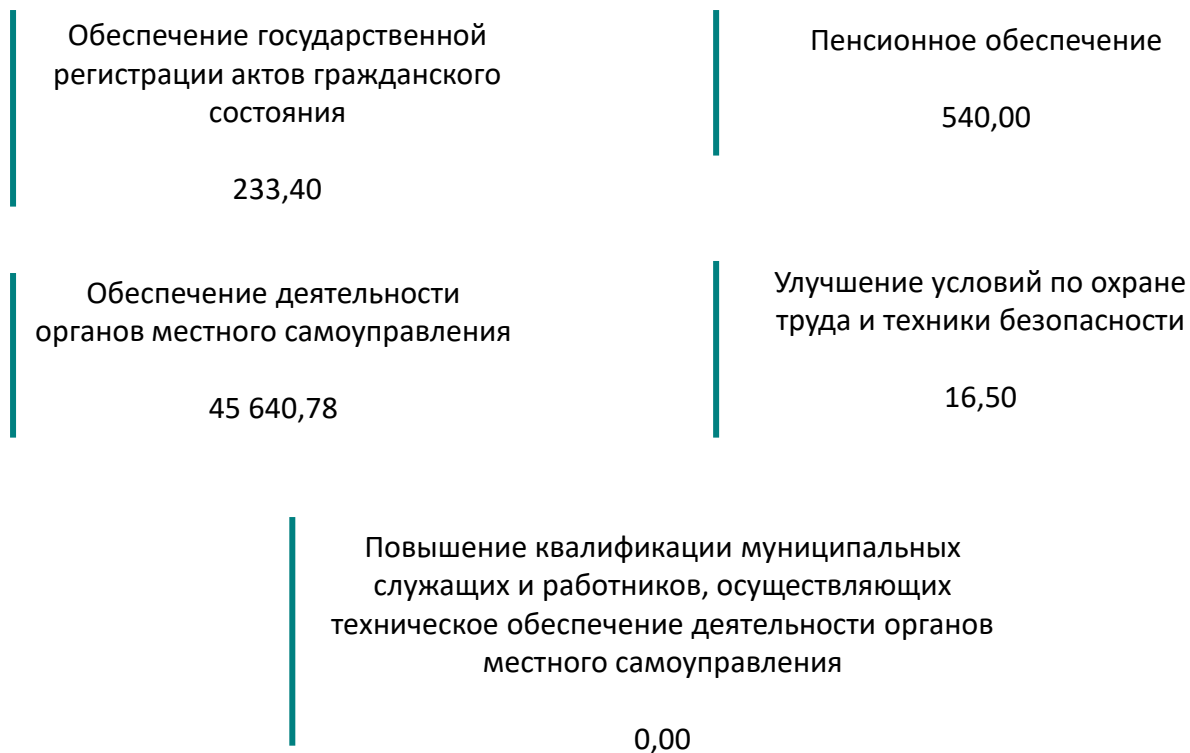 Обеспечение государственной
регистрации актов гражданского
состояния
233,40
Пенсионное обеспечение
540,00
Обеспечение деятельности
органов местного самоуправления
45 640,78
Улучшение условий по охране
труда и техники безопасности
16,50
Повышение квалификации муниципальных
служащих и работников, осуществляющих
техническое обеспечение деятельности органов
местного самоуправления
0,00